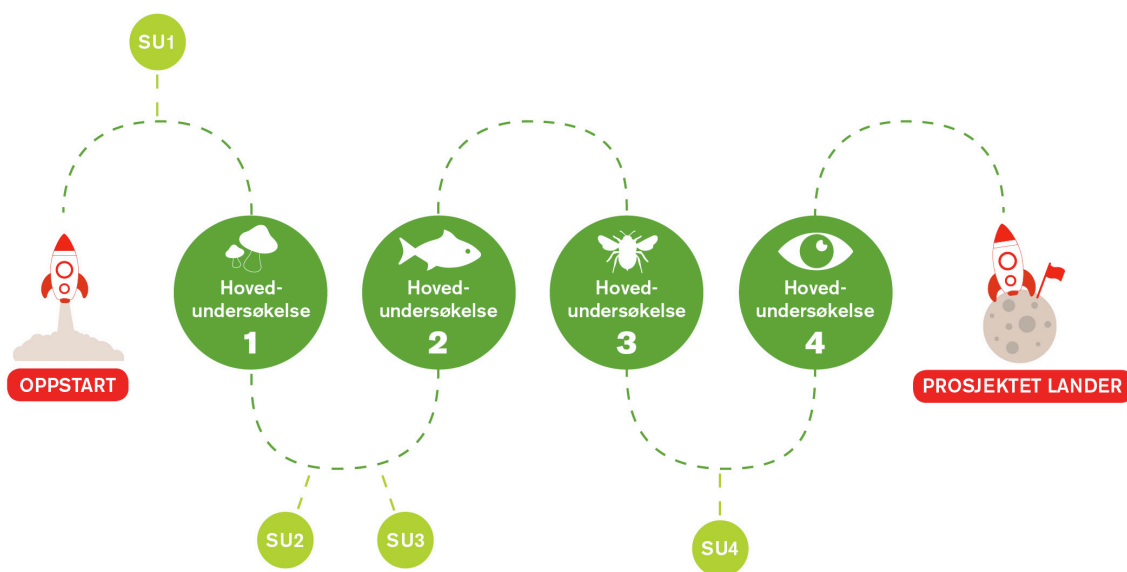 SU1
Hoved-
undersøkelse
1
Hoved-
undersøkelse
2
Hoved-
undersøkelse
3
Hoved-
undersøkelse
4
OPPSTART
PROSJEKTET LANDER
SU2
SU3
SU4